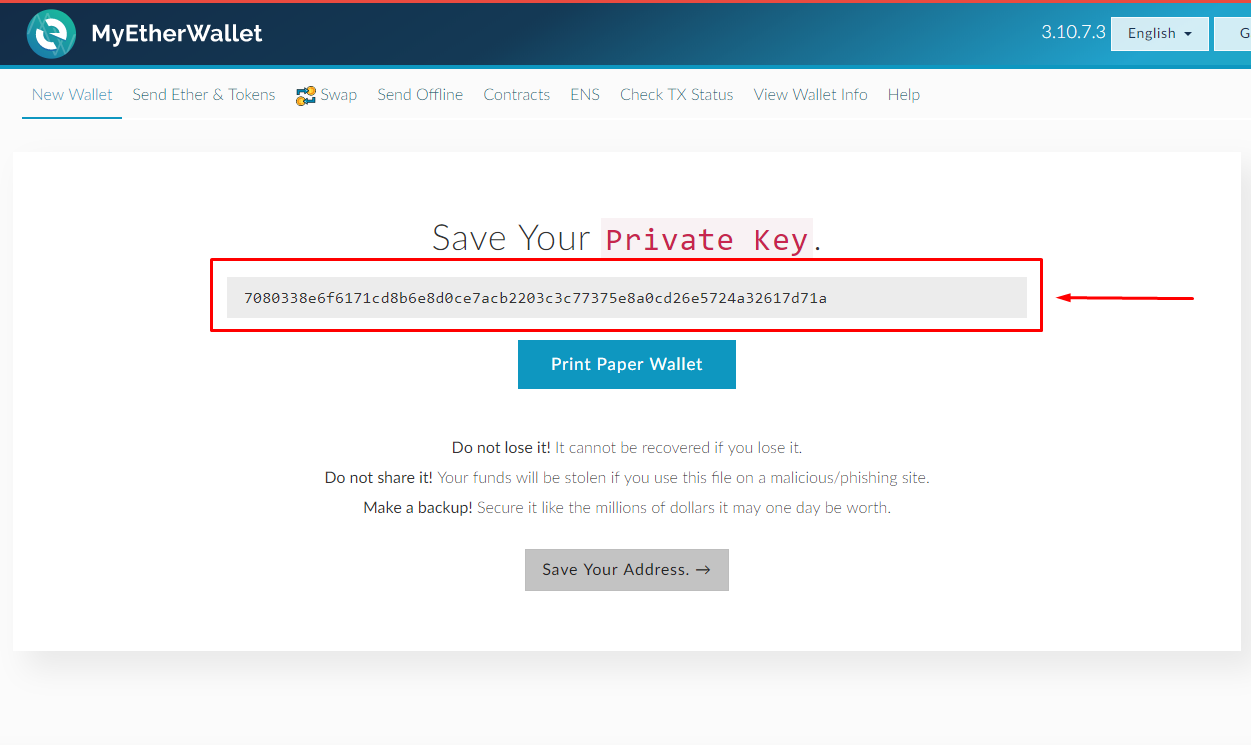 MyEtherWallet
3.10.7.3 English
New Wallet Send Ether & Tokens Swap Send Offline Contracts ENS Check TX Status View Wallet Info Help
Save Your Private Key.
7080338e6f6171cd8b6e8d0ce7acb2203c3c77375e8a0cd26e5724a32617d71a
Print Paper Wallet
Do not lose it! It cannot be recovered if you lose it.
Do not share it! Your funds will be stolen if you use this file on a malicious/phishing site.
Make a backup! Secure it like the millions of dollars it may one day be worth.
Save Your Address. →